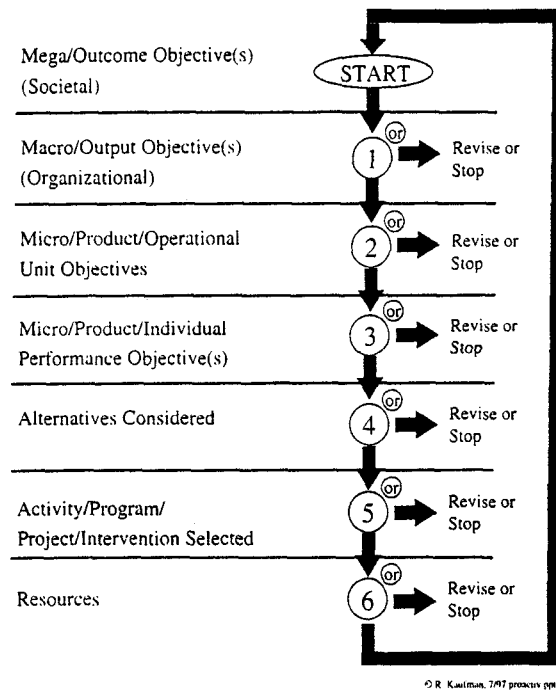 Mega/Outcome Objective(s)
(Societal)
START
Macro/Output Objective(s)
(Organizational)
or
1
Revise or
Stop
Micro/Product/Operational
Unit Objectives
or
2
Revise or
Stop
Micro/Product/Individual
Performance Objective(s)
or
3
Revise or
Stop
Alternatives Considered
or
4
Revise or
Stop
Activity/Program/
Project/Intervention Selected
or
5
Revise or
Stop
Resources
or
6
Revise or
Stop
© R. Kaufman, 7/97 proactiv ppt